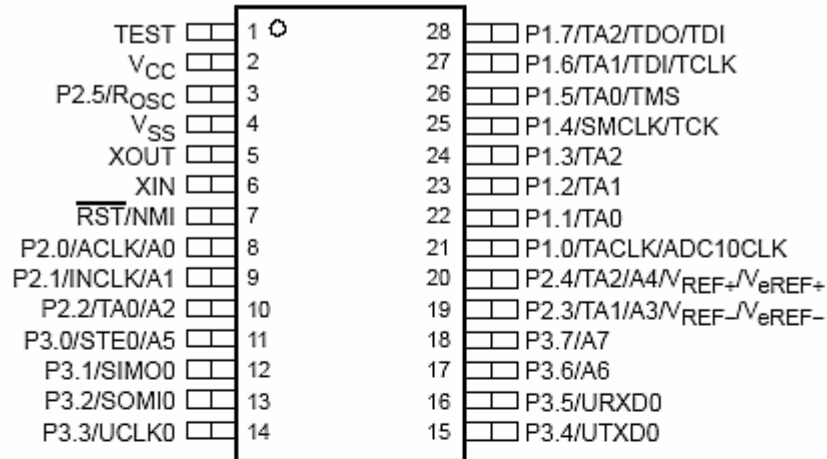 TEST 1 28 P1.7/TA2/TDO/TDI
VCC 2 27 P1.6/TA1/TDI/TCLK
P2.5/ROSC 3 26 P1.5/TA0/TMS
VSS 4 25 P1.4/SMCLK/TCK
XOUT 5 24 P1.3/TA2
XIN 6 23 P1.2/TA1
RST/NMI 7 22 P1.1/TA0
P2.0/ACLK/A0 8 21 P1.0/TACLK/ADC10CLK
P2.1/INCLK/A1 9 20 P2.4/TA2/A4/VREF+/VeREF+
P2.2/TA0/A2 10 19 P2.3/TA1/A3/VREF–/VeREF–
P3.0/STE0/A5 11 18 P3.7/A7
P3.1/SIMO0 12 17 P3.6/A6
P3.2/SOMI0 13 16 P3.5/URXD0
P3.3/UCLK0 14 15 P3.4/UTXD0